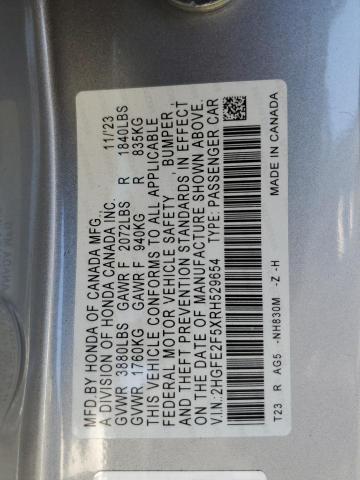 MFD.BY HONDA OF CANADA MFG.,
A DIVISION OF HONDA CANADA INC. 11/23
GVWR 3880LBS GAWR F 2072LBS R 1840LBS
GVWR 1760KG GAWR F 940KG R 835KG
THIS VEHICLE CONFORMS TO ALL APPLICABLE
FEDERAL MOTOR VEHICLE SAFETY , BUMPER ,
AND THEFT PREVENTION STANDARDS IN EFFECT
ON THE DATE OF MANUFACTURE SHOWN ABOVE.
V.I.N:2HGFE2F5XRH529654 TYPE: PASSENGER CAR
T23 R AG5 -NH830M -Z -H MADE IN CANADA